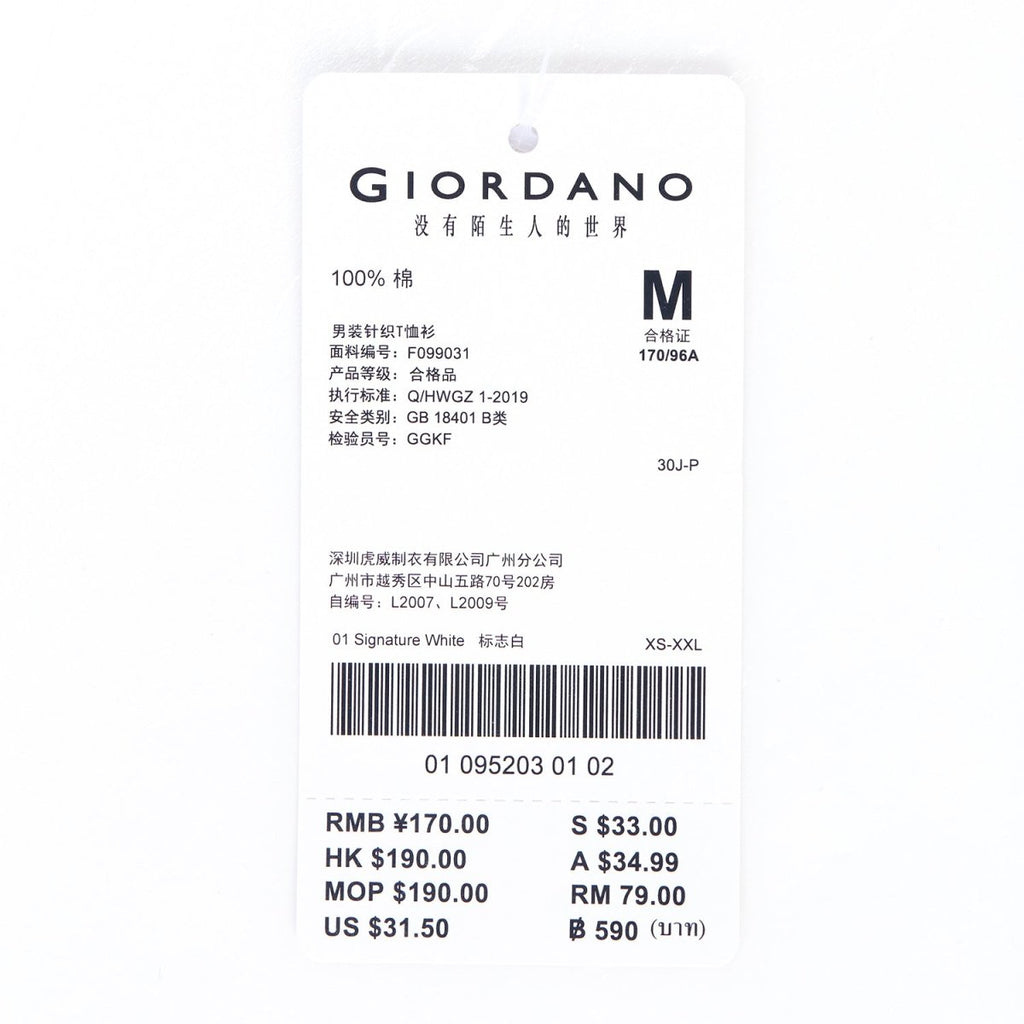 GIORDANO
没有陌生人的世界
100% 棉
M
合格证
170/96A
男装针织T恤衫
面料编号：F099031
产品等级：合格品
执行标准：Q/HWGZ 1-2019
安全类别：GB 18401 B类
检验员号：GGKF
30J-P
深圳虎威制衣有限公司广州分公司
广州市越秀区中山五路70号202房
自编号：L2007、L2009号
01 Signature White 标志白 XS-XXL
01 095203 01 02
RMB ¥170.00 S $33.00
HK $190.00 A $34.99
MOP $190.00 RM 79.00
US $31.50 ฿ 590 (บาท)